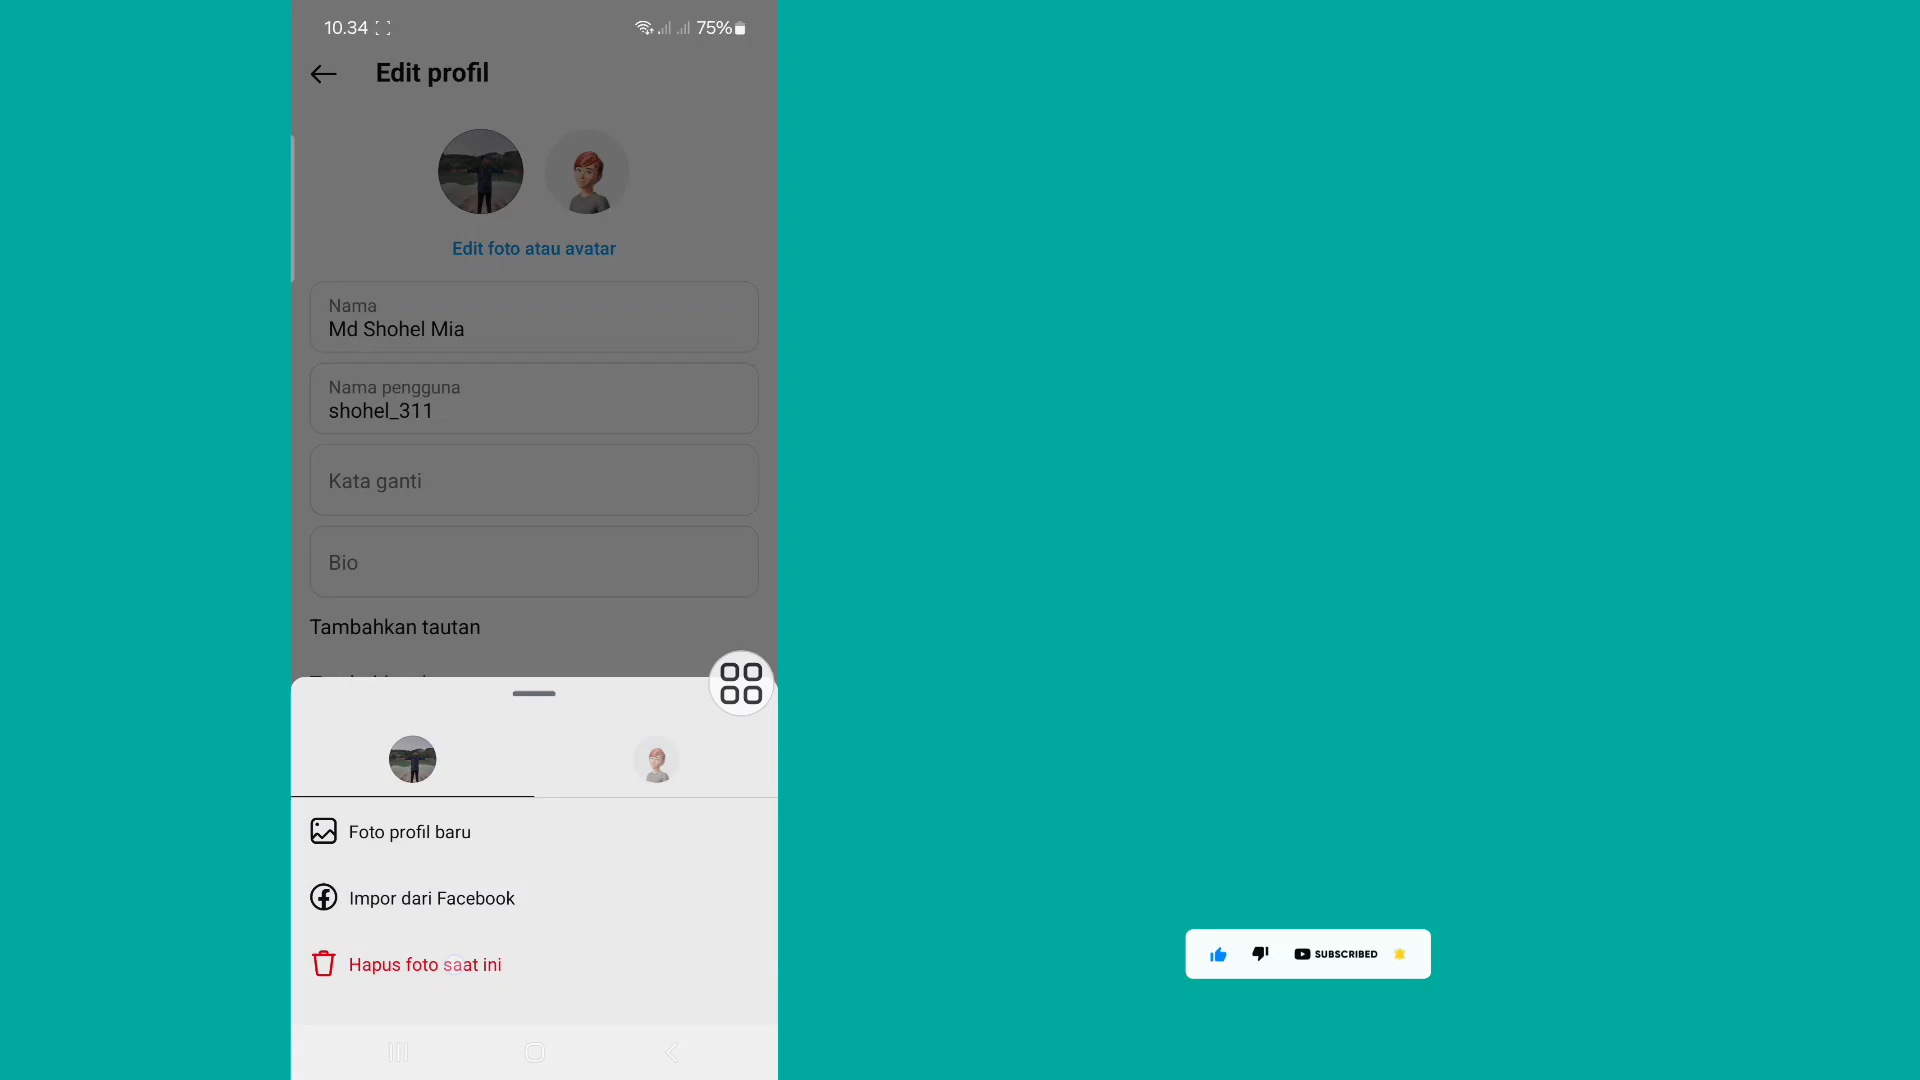 10.34
75%
Edit profil
Edit foto atau avatar
Nama
Md Shohel Mia
Nama pengguna
shohel_311
Kata ganti
Bio
Tambahkan tautan
Foto profil baru
Impor dari Facebook
Hapus foto saat ini
SUBSCRIBED